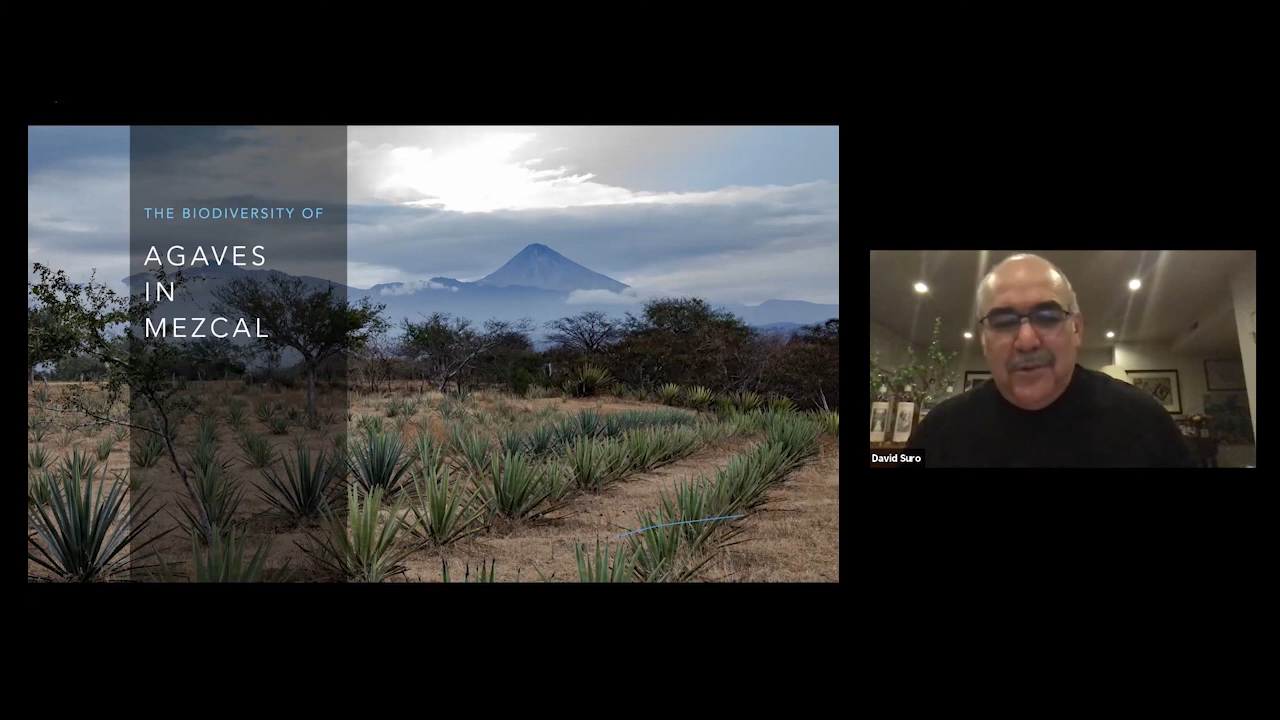 THE BIODIVERSITY OF
AGAVES
IN
MEZCAL
David Suro